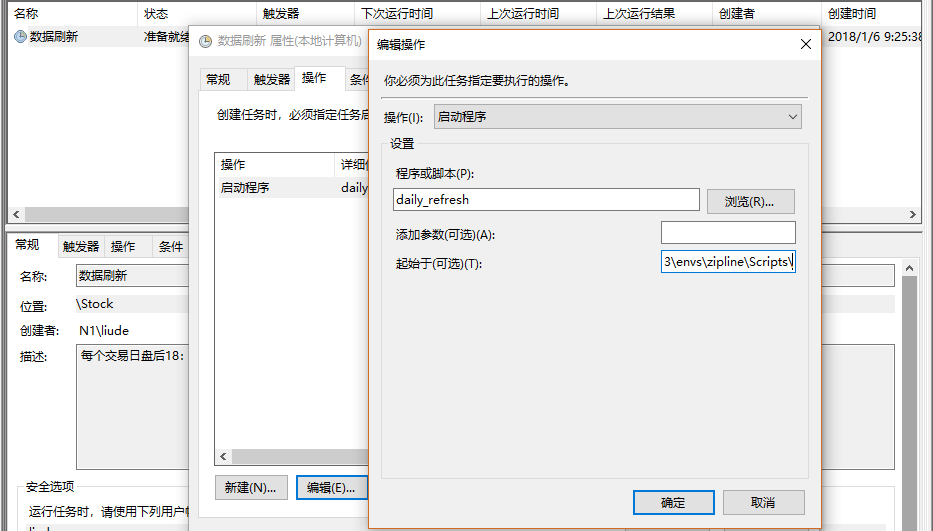 名称 状态 触发器 下次运行时间 上次运行时间 上次运行结果 创建者 创建时间
数据刷新 准备就绪 2018/1/6 9:25:38
数据刷新 属性(本地计算机)
常规 触发器 操作 条件
创建任务时，必须指定任务启
操作 详细信
启动程序 daily
新建(N)... 编辑(E)...
编辑操作
你必须为此任务指定要执行的操作。
操作(I): 启动程序
设置
程序或脚本(P):
daily_refresh 浏览(R)...
添加参数(可选)(A):
起始于(可选)(T): 3\envs\zipline\Scripts\
确定 取消
常规 触发器 操作 条件
名称: 数据刷新
位置: \Stock
创建者: N1\liude
描述: 每个交易日盘后18:
安全选项
运行任务时，请使用下列用户帐